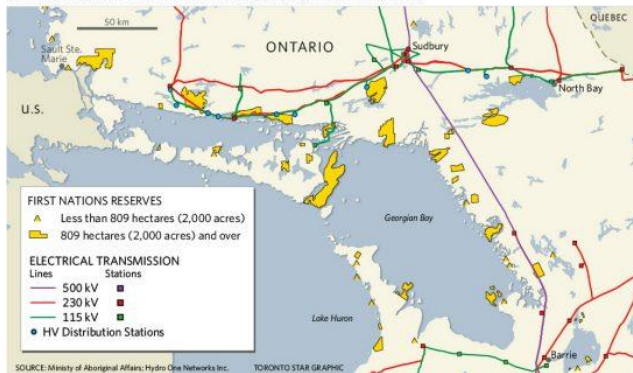 50 km
QUEBEC
Sault Ste.
Marie
ONTARIO
Sudbury
North Bay
U.S.
FIRST NATIONS RESERVES
Less than 809 hectares (2,000 acres)
809 hectares (2,000 acres) and over
ELECTRICAL TRANSMISSION
Lines Stations
500 kV
230 kV
115 kV
HV Distribution Stations
Georgian Bay
Lake Huron
Barrie
SOURCE: Ministy of Aboriginal Affairs; Hydro One Networks Inc. TORONTO STAR GRAPHIC